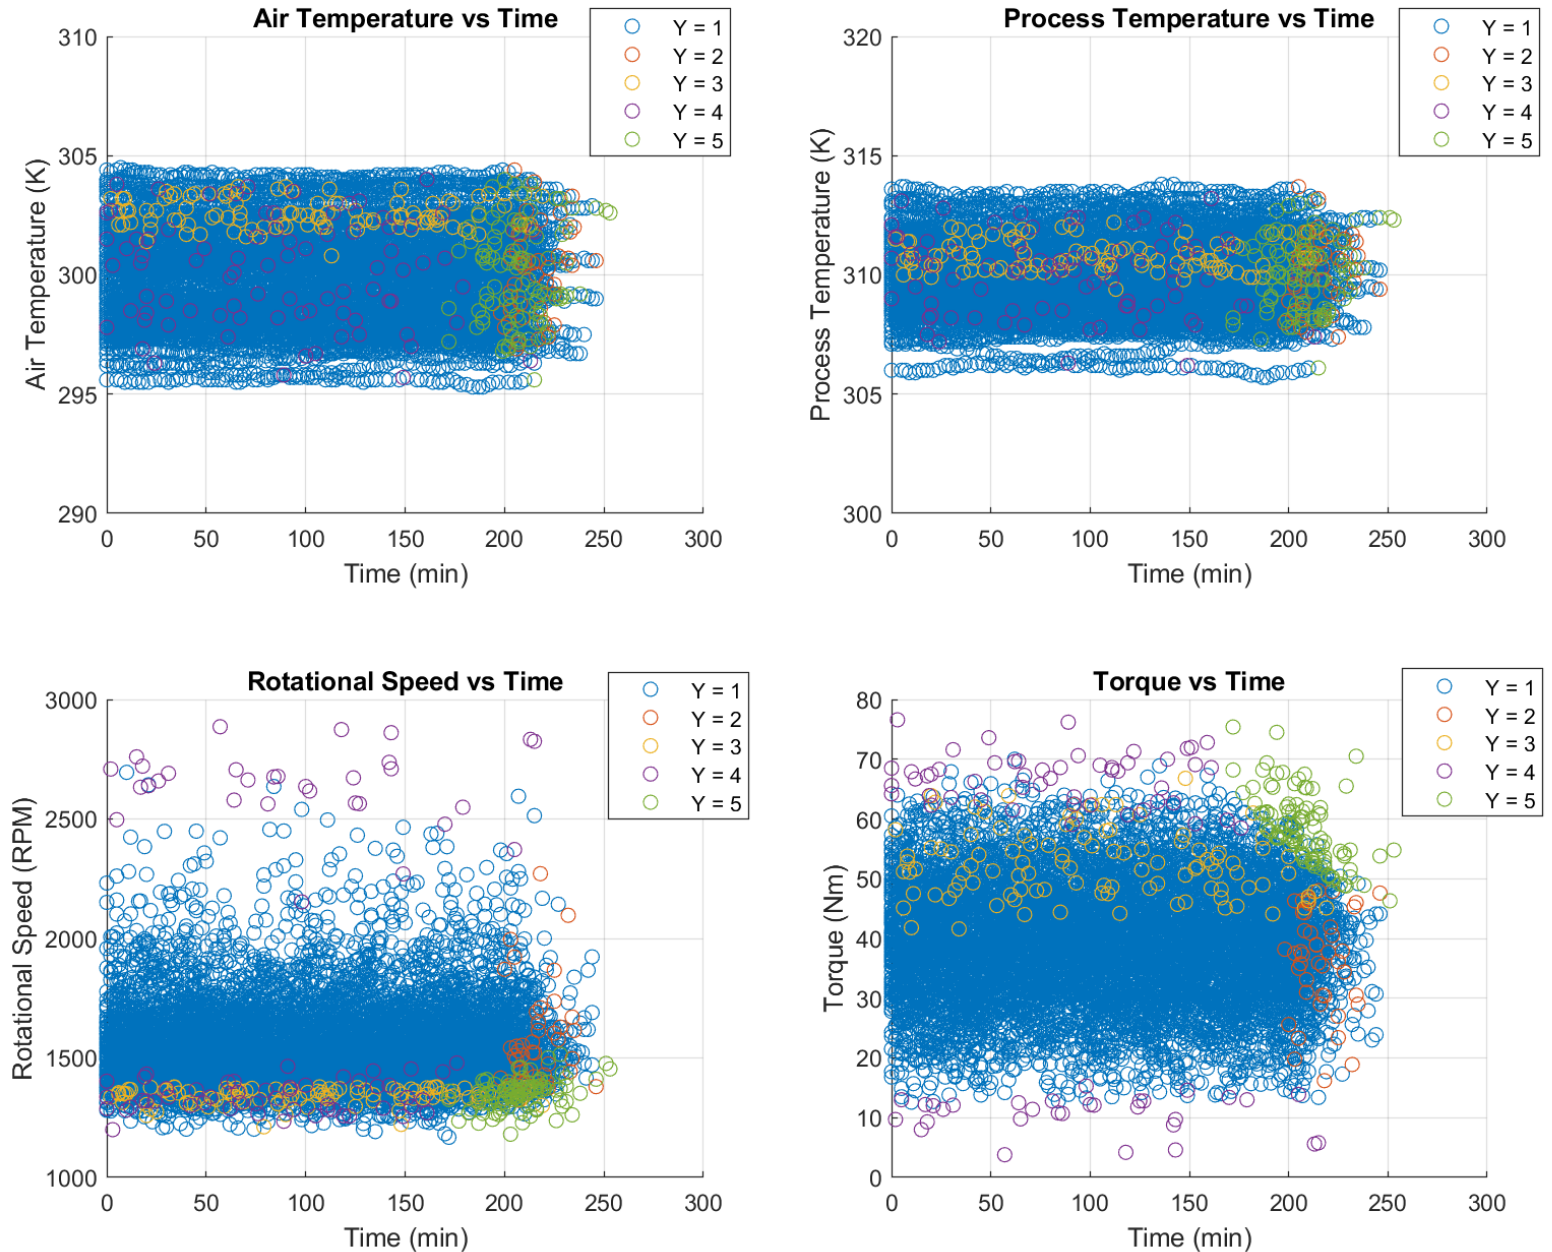 Air Temperature vs Time
Y = 1
Y = 2
Y = 3
Y = 4
Y = 5
310
305
300
295
290
Air Temperature (K)
0 50 100 150 200 250 300
Time (min)
Process Temperature vs Time
Y = 1
Y = 2
Y = 3
Y = 4
Y = 5
320
315
310
305
300
Process Temperature (K)
0 50 100 150 200 250 300
Time (min)
Rotational Speed vs Time
Y = 1
Y = 2
Y = 3
Y = 4
Y = 5
3000
2500
2000
1500
1000
Rotational Speed (RPM)
0 50 100 150 200 250 300
Time (min)
Torque vs Time
Y = 1
Y = 2
Y = 3
Y = 4
Y = 5
80
70
60
50
40
30
20
10
0
Torque (Nm)
0 50 100 150 200 250 300
Time (min)